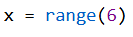 x = range(6)